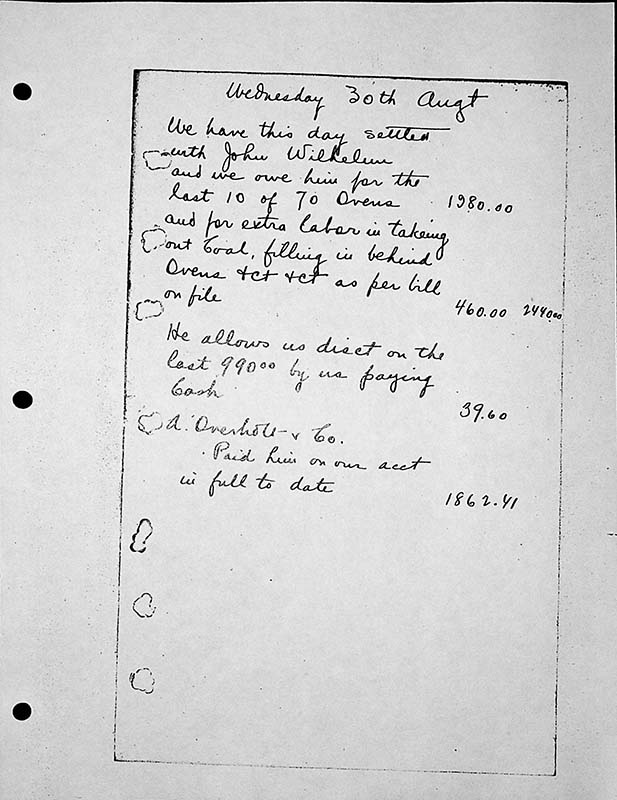 Wednesday 30th Augt
We have this day settled
with John Wilhelm
and we owe him for the
last 10 of 70 Ovens 1980.00
and for extra labor in takeing
out Coal, filling in behind
Ovens &ct &ct as per bill
on file 460.00 2440.00
He allows us disct on the
last 990 00 by us paying
Cash 39.60
A. Overholt & Co.
Paid him on our acct
in full to date 1862.41